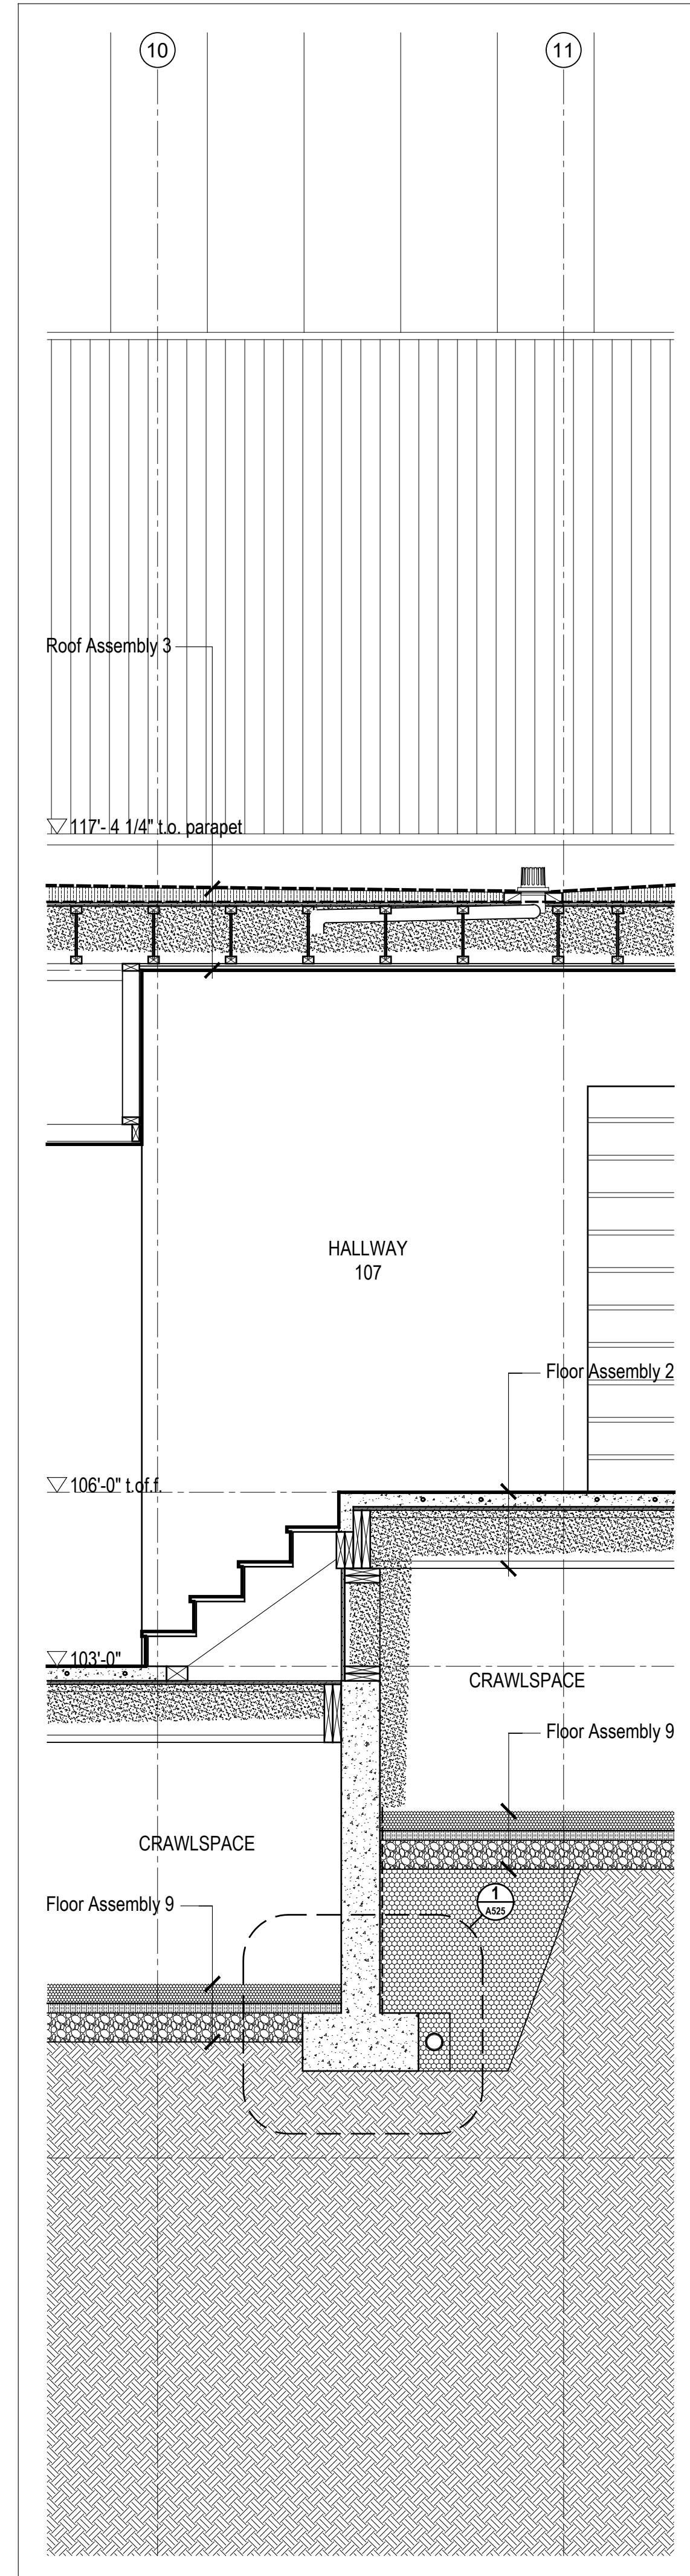 10
11
Roof Assembly 3
117'- 4 1/4" t.o. parapet
HALLWAY
107
Floor Assembly 2
106'-0" t.of.f.
103'-0"
CRAWLSPACE
Floor Assembly 9
CRAWLSPACE
1
A525
Floor Assembly 9